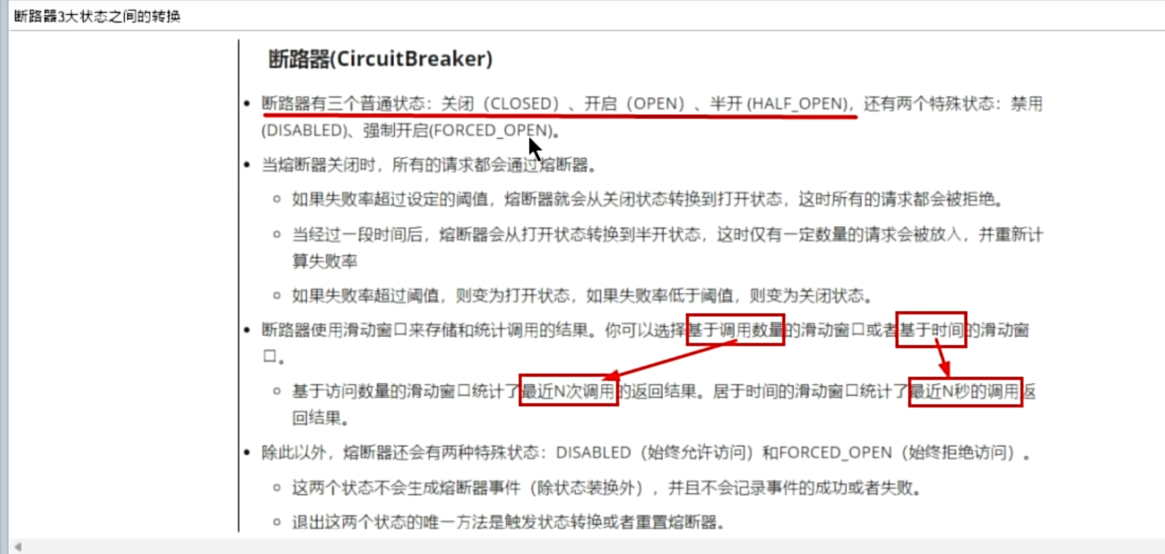 断路器3大状态之间的转换
断路器(CircuitBreaker)
断路器有三个普通状态：关闭（CLOSED）、开启（OPEN）、半开 (HALF_OPEN)，还有两个特殊状态：禁用
(DISABLED)、强制开启(FORCED_OPEN)。
当熔断器关闭时，所有的请求都会通过熔断器。
如果失败率超过设定的阈值，熔断器就会从关闭状态转换到打开状态，这时所有的请求都会被拒绝。
当经过一段时间后，熔断器会从打开状态转换到半开状态，这时仅有一定数量的请求会被放入，并重新计
算失败率
如果失败率超过阈值，则变为打开状态，如果失败率低于阈值，则变为关闭状态。
断路器使用滑动窗口来存储和统计调用的结果。你可以选择基于调用数量的滑动窗口或者基于时间的滑动窗
口。
基于访问数量的滑动窗口统计了最近N次调用的返回结果。居于时间的滑动窗口统计了最近N秒的调用返
回结果。
除此以外，熔断器还会有两种特殊状态：DISABLED（始终允许访问）和FORCED_OPEN（始终拒绝访问）。
这两个状态不会生成熔断器事件（除状态装换外），并且不会记录事件的成功或者失败。
退出这两个状态的唯一方法是触发状态转换或者重置熔断器。